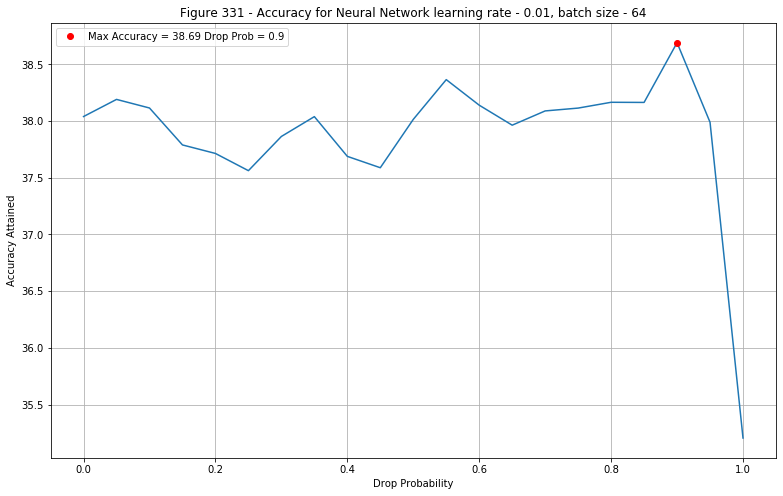 Figure 331 - Accuracy for Neural Network learning rate - 0.01, batch size - 64
Max Accuracy = 38.69 Drop Prob = 0.9
38.5
38.0
37.5
37.0
36.5
36.0
35.5
Accuracy Attained
0.0 0.2 0.4 0.6 0.8 1.0
Drop Probability